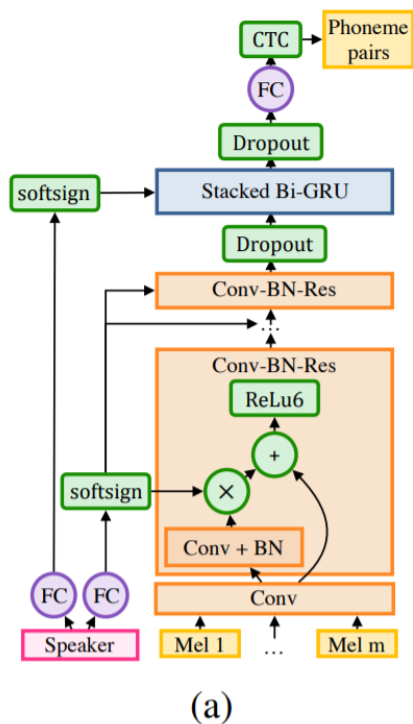 CTC
Phoneme
pairs
FC
Dropout
softsign
Stacked Bi-GRU
Dropout
Conv-BN-Res
...
Conv-BN-Res
ReLu6
+
softsign
×
Conv + BN
FC
FC
Conv
Speaker
Mel 1
...
Mel m
(a)